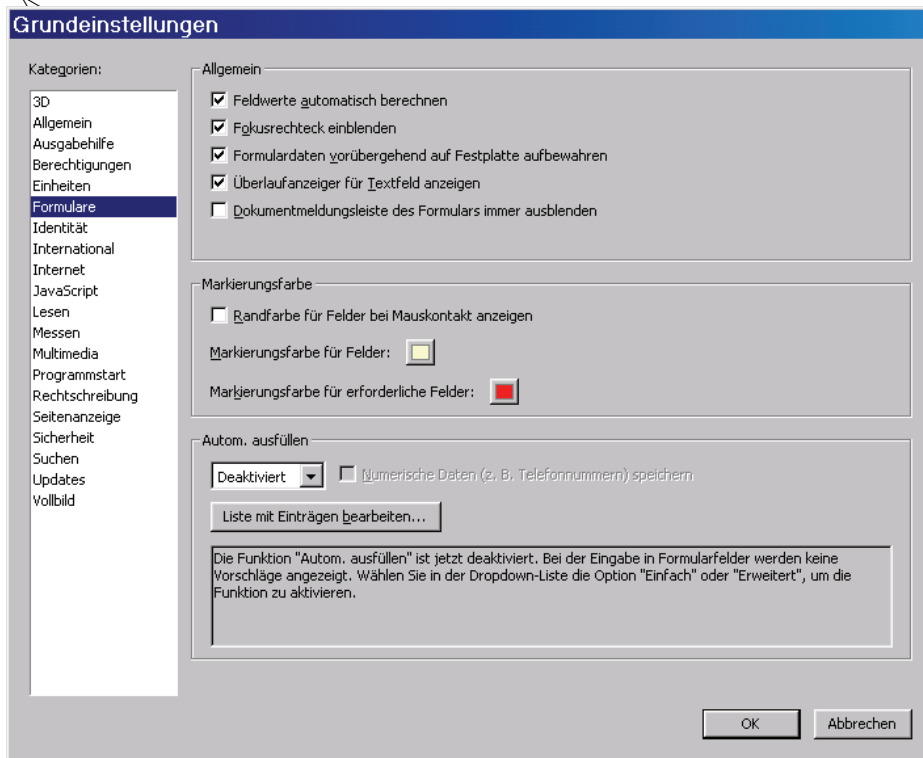 Grundeinstellungen
Kategorien:
3D
Allgemein
Ausgabehilfe
Berechtigungen
Einheiten
Formulare
Identität
International
Internet
JavaScript
Lesen
Messen
Multimedia
Programmstart
Rechtschreibung
Seitenanzeige
Sicherheit
Suchen
Updates
Vollbild
Allgemein
Feldwerte automatisch berechnen
Fokusrechteck einblenden
Formulardaten vorübergehend auf Festplatte aufbewahren
Überlaufanzeiger für Textfeld anzeigen
Dokumentmeldungsleiste des Formulars immer ausblenden
Markierungsfarbe
Randfarbe für Felder bei Mauskontakt anzeigen
Markierungsfarbe für Felder:
Markierungsfarbe für erforderliche Felder:
Autom. ausfüllen
Deaktiviert
Numerische Daten (z. B. Telefonnummern) speichern
Liste mit Einträgen bearbeiten...
Die Funktion "Autom. ausfüllen" ist jetzt deaktiviert. Bei der Eingabe in Formularfelder werden keine
Vorschläge angezeigt. Wählen Sie in der Dropdown-Liste die Option "Einfach" oder "Erweitert", um die
Funktion zu aktivieren.
OK
Abbrechen